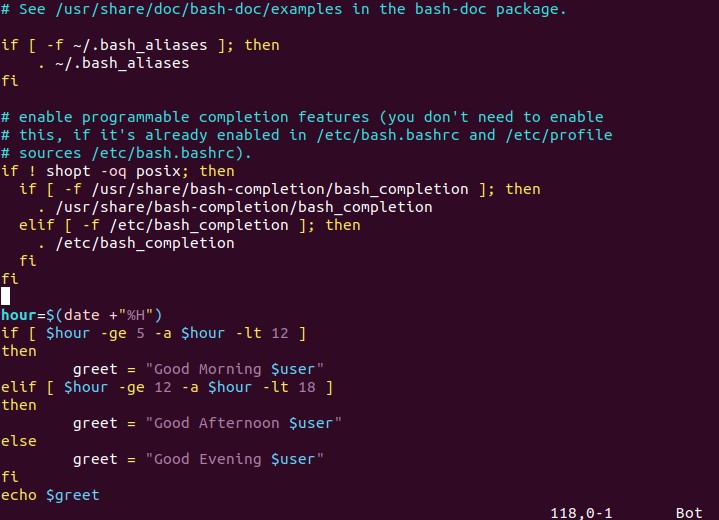 # See /usr/share/doc/bash-doc/examples in the bash-doc package.

if [ -f ~/.bash_aliases ]; then
    . ~/.bash_aliases
fi

# enable programmable completion features (you don't need to enable
# this, if it's already enabled in /etc/bash.bashrc and /etc/profile
# sources /etc/bash.bashrc).
if ! shopt -oq posix; then
  if [ -f /usr/share/bash-completion/bash_completion ]; then
    . /usr/share/bash-completion/bash_completion
  elif [ -f /etc/bash_completion ]; then
    . /etc/bash_completion
  fi
fi

hour=$(date +"%H")
if [ $hour -ge 5 -a $hour -lt 12 ]
then
        greet = "Good Morning $user"
elif [ $hour -ge 12 -a $hour -lt 18 ]
then
        greet = "Good Afternoon $user"
else
        greet = "Good Evening $user"
fi
echo $greet
118,0-1 Bot